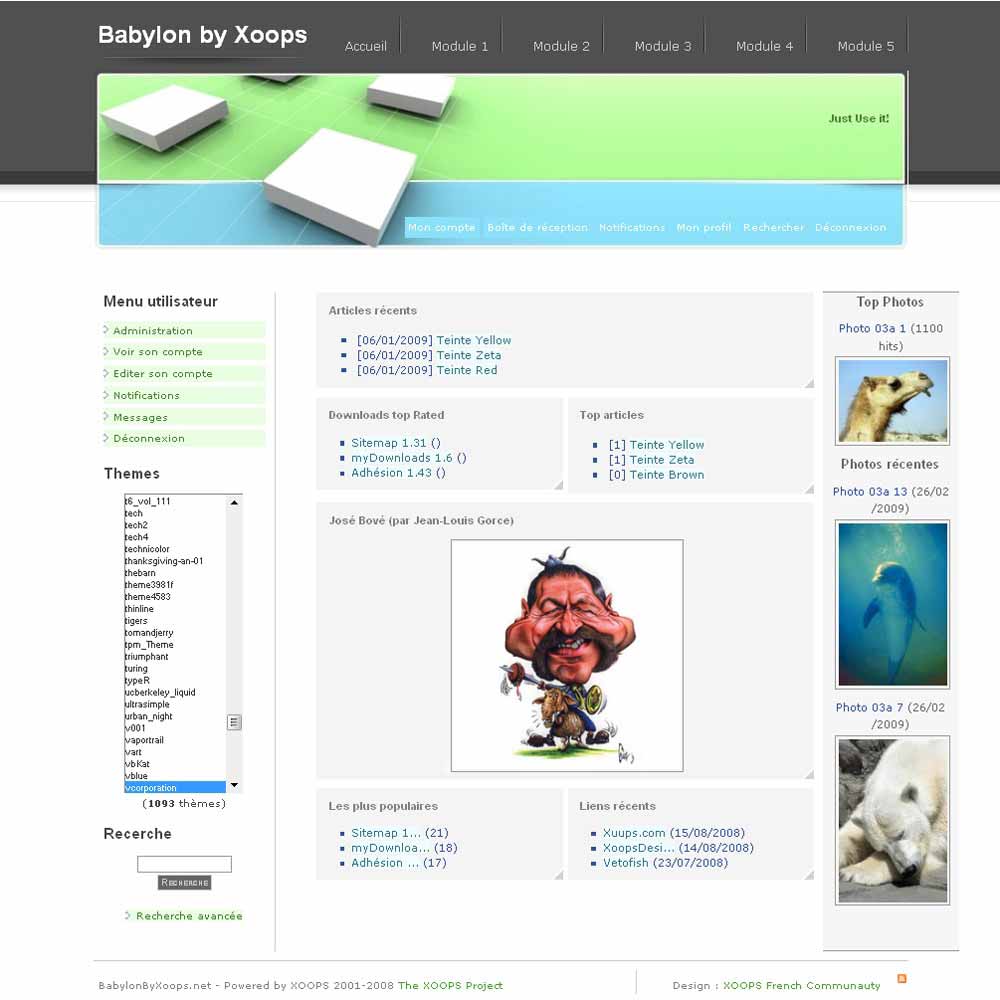 Babylon by Xoops
Accueil
Module 1
Module 2
Module 3
Module 4
Module 5
Just Use it!
Mon compte
Boîte de réception
Notifications
Mon profil
Rechercher
Déconnexion
Menu utilisateur
Administration
Voir son compte
Editer son compte
Notifications
Messages
Déconnexion
Themes
t6_vol_111
tech
tech2
tech4
technicolor
thanksgiving-an-01
thebarn
theme3981f
theme4583
thinline
tigers
tomandjerry
tpm_Theme
triumphant
turing
typeR
ucberkeley_liquid
ultrasimple
urban_night
v001
vaportrail
vart
vbKat
vblue
vcorporation
(1093 thèmes)
Recerche
Recherche
Recherche avancée
Articles récents
[06/01/2009] Teinte Yellow
[06/01/2009] Teinte Zeta
[06/01/2009] Teinte Red
Downloads top Rated
Sitemap 1.31 ()
myDownloads 1.6 ()
Adhésion 1.43 ()
Top articles
[1] Teinte Yellow
[1] Teinte Zeta
[0] Teinte Brown
José Bové (par Jean-Louis Gorce)
Les plus populaires
Sitemap 1... (21)
myDownloa... (18)
Adhésion ... (17)
Liens récents
Xuups.com (15/08/2008)
XoopsDesi... (14/08/2008)
Vetofish (23/07/2008)
Top Photos
Photo 03a 1 (1100
hits)
Photos récentes
Photo 03a 13 (26/02
/2009)
Photo 03a 7 (26/02
/2009)
BabylonByXoops.net - Powered by XOOPS 2001-2008 The XOOPS Project
Design : XOOPS French Communauty